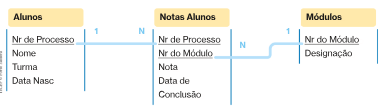 Alunos
Nr de Processo
Nome
Turma
Data Nasc
1
N
Notas Alunos
Nr de Processo
Nr do Módulo
Nota
Data de
Conclusão
N
1
Módulos
Nr do Módulo
Designação